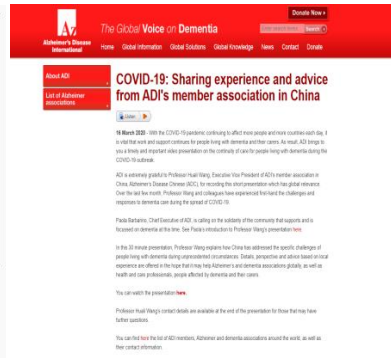 Donate Now
The Global Voice on Dementia
Search
Alzheimer's Disease
International
Home Global Information Global Solutions Global Knowledge News Contact Donate
About ADI
List of Alzheimer
associations
COVID-19: Sharing experience and advice
from ADI's member association in China
Listen
16 March 2020 - With the COVID-19 pandemic continuing to affect more people and more countries each day, it
is vital that work and support continues for people living with dementia and their carers. As result, ADI brings to
you a timely and important video presentation on the continuity of care for people living with dementia during the
COVID-19 outbreak.
ADI is extremely grateful to Professor Huali Wang, Executive Vice President of ADI's member association in
China, Alzheimer's Disease Chinese (ADC), for recording this short presentation which has global relevance.
Over the last few month, Professor Wang and colleagues have experienced first-hand the challenges and
responses to dementia care during the spread of COVID-19.
Paola Barbarino, Chief Executive of ADI, is calling on the solidarity of the community that supports and is
focussed on dementia at this time. See Paola's introduction to Professor Wang's presentation here.
In this 30 minute presentation, Professor Wang explains how China has addressed the specific challenges of
people living with dementia during unprecedented circumstances. Details, perspective and advice based on local
experience are offered in the hope that it may help Alzheimer and dementia associations globally, as well as
health and care professionals, people affected by dementia and their carers.
You can watch the presentation here.
Professor Huali Wang's contact details are available at the end of the presentation for those that may have
further questions.
You can find here the list of ADI members, Alzheimer and dementia associations around the world, as well as
their contact information.